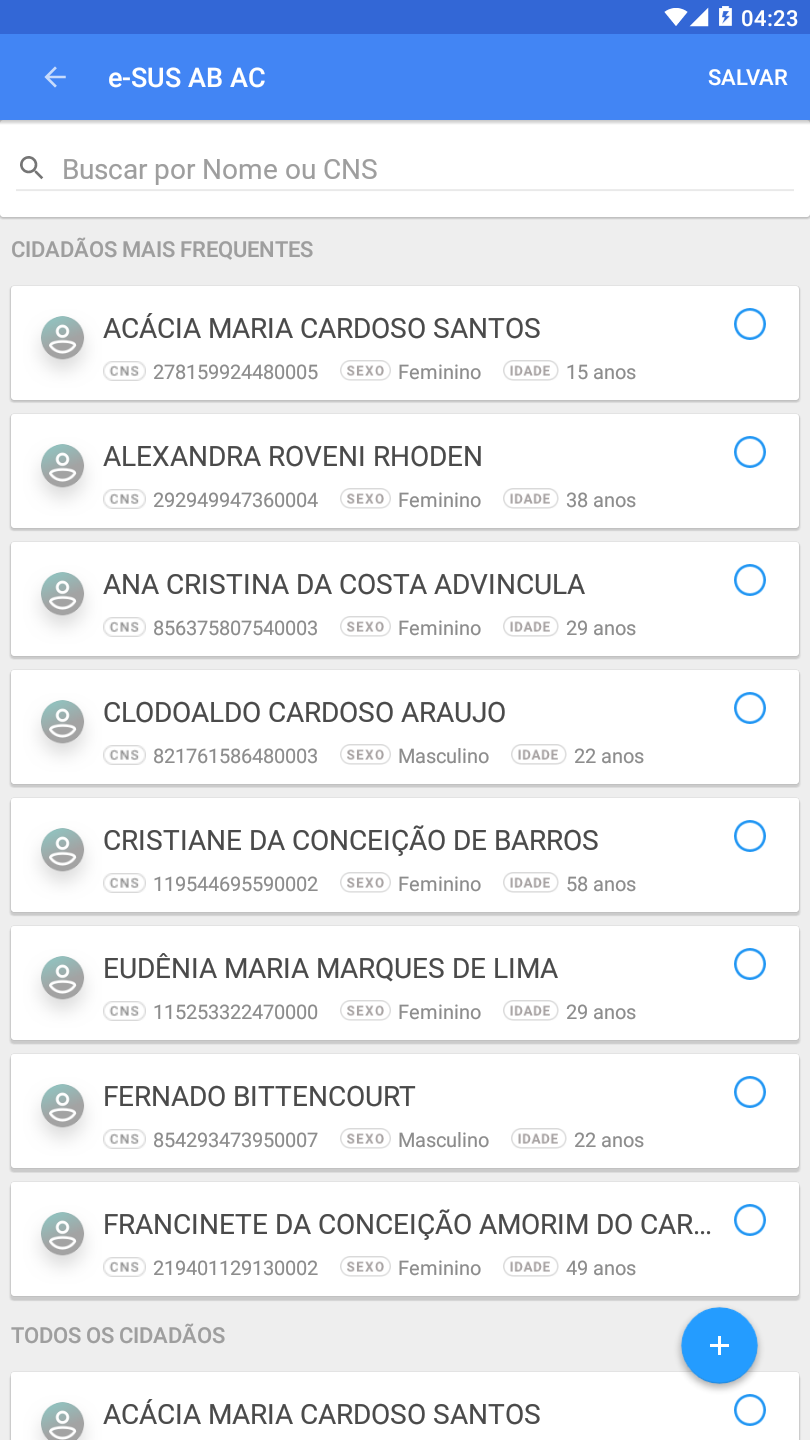 04:23
e-SUS AB AC
SALVAR
Buscar por Nome ou CNS
CIDADÃOS MAIS FREQUENTES
ACÁCIA MARIA CARDOSO SANTOS
CNS 278159924480005 SEXO Feminino IDADE 15 anos
ALEXANDRA ROVENI RHODEN
CNS 292949947360004 SEXO Feminino IDADE 38 anos
ANA CRISTINA DA COSTA ADVINCULA
CNS 856375807540003 SEXO Feminino IDADE 29 anos
CLODOALDO CARDOSO ARAUJO
CNS 821761586480003 SEXO Masculino IDADE 22 anos
CRISTIANE DA CONCEIÇÃO DE BARROS
CNS 119544695590002 SEXO Feminino IDADE 58 anos
EUDÊNIA MARIA MARQUES DE LIMA
CNS 115253322470000 SEXO Feminino IDADE 29 anos
FERNADO BITTENCOURT
CNS 854293473950007 SEXO Masculino IDADE 22 anos
FRANCINETE DA CONCEIÇÃO AMORIM DO CAR...
CNS 219401129130002 SEXO Feminino IDADE 49 anos
TODOS OS CIDADÃOS
ACÁCIA MARIA CARDOSO SANTOS